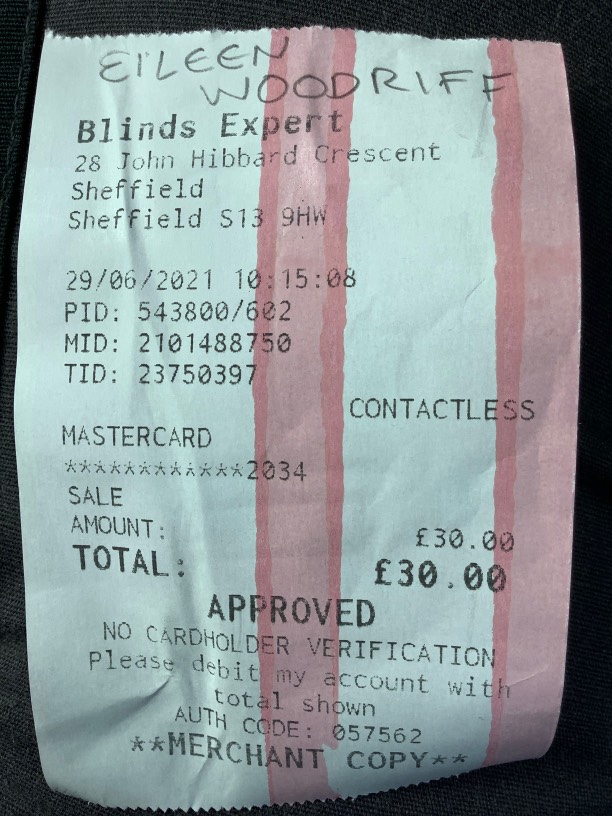 EILEEN
WOODRIFF
Blinds Expert
28 John Hibbard Crescent
Sheffield
Sheffield S13 9HW
29/06/2021 10:15:08
PID: 543800/602
MID: 2101488750
TID: 23750397
CONTACTLESS
MASTERCARD
************2034
SALE
AMOUNT: £30.00
TOTAL: £30.00
APPROVED
NO CARDHOLDER VERIFICATION
Please debit my account with
total shown
AUTH CODE: 057562
**MERCHANT COPY**